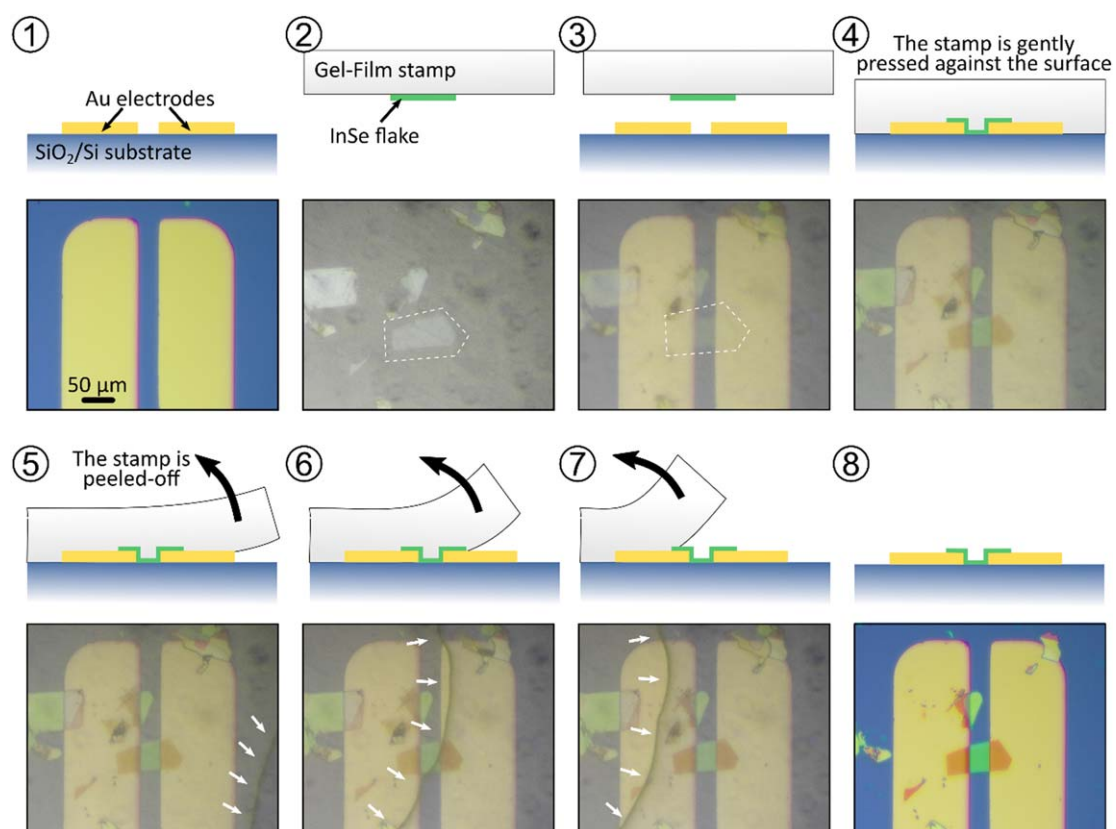 ①
Au electrodes
SiO₂/Si substrate
50 µm
②
Gel-Film stamp
InSe flake
③
④
The stamp is gently
pressed against the surface
⑤
The stamp is
peeled-off
⑥
⑦
⑧